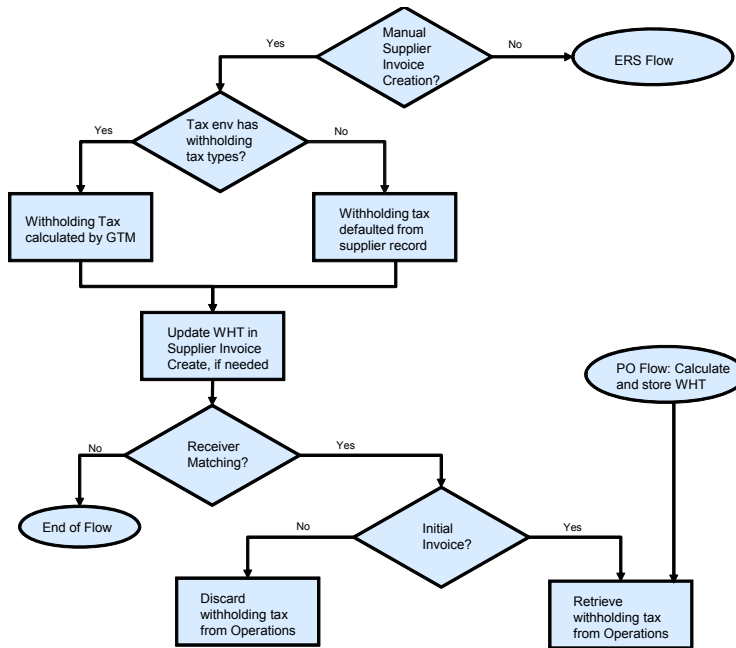 Manual
Supplier
Invoice
Creation?
Yes
No
ERS Flow
Tax env has
withholding
tax types?
Yes
No
Withholding Tax
calculated by GTM
Withholding tax
defaulted from
supplier record
Update WHT in
Supplier Invoice
Create, if needed
PO Flow: Calculate
and store WHT
Receiver
Matching?
No
Yes
End of Flow
Initial
Invoice?
No
Yes
Discard
withholding tax
from Operations
Retrieve
withholding tax
from Operations